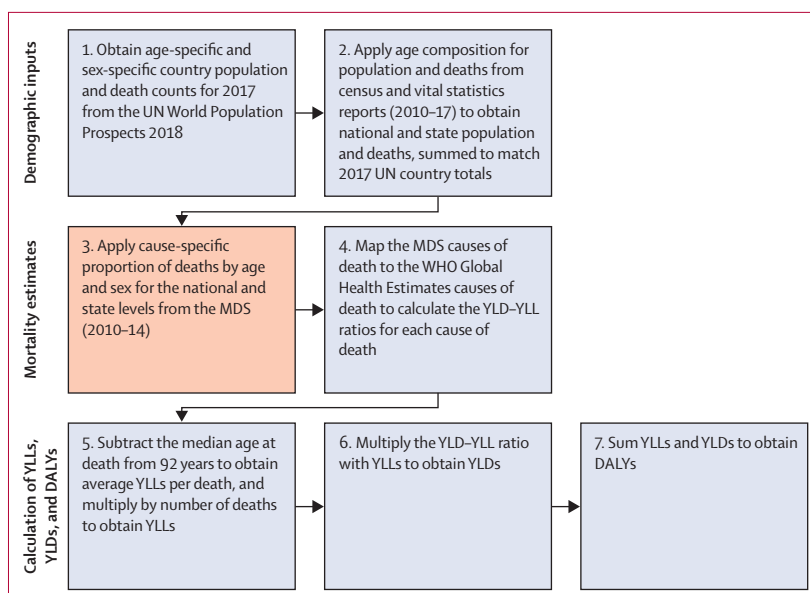 Demographic inputs
1. Obtain age-specific and
sex-specific country population
and death counts for 2017
from the UN World Population
Prospects 2018
2. Apply age composition for
population and deaths from
census and vital statistics
reports (2010–17) to obtain
national and state population
and deaths, summed to match
2017 UN country totals
Mortality estimates
3. Apply cause-specific
proportion of deaths by age
and sex for the national and
state levels from the MDS
(2010–14)
4. Map the MDS causes of
death to the WHO Global
Health Estimates causes of
death to calculate the YLD–YLL
ratios for each cause of
death
Calculation of YLLs,
YLDs, and DALYs
5. Subtract the median age at
death from 92 years to obtain
average YLLs per death, and
multiply by number of deaths
to obtain YLLs
6. Multiply the YLD–YLL ratio
with YLLs to obtain YLDs
7. Sum YLLs and YLDs to obtain
DALYs